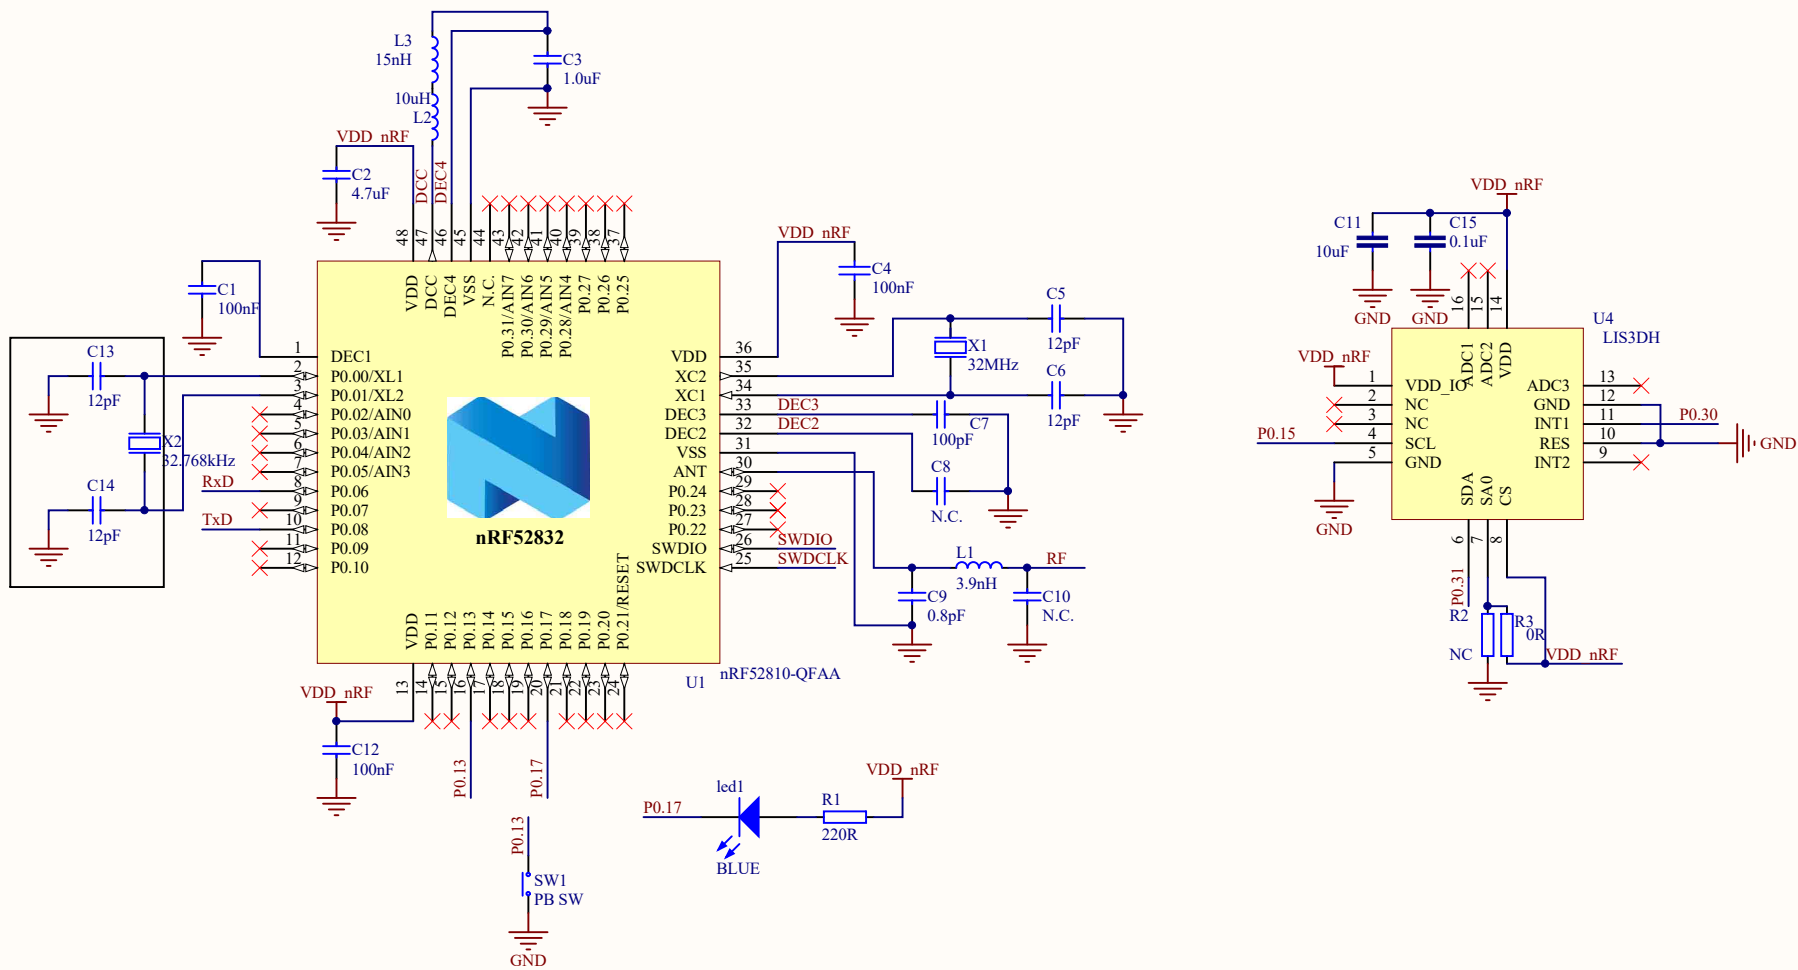 L3
15nH
10uH
L2
C3
1.0uF
VDD_nRF
C2
4.7uF
DCC
DEC4
48
47
46
45
44
43
42
41
40
39
38
37
VDD
DCC
DEC4
VSS
N.C.
P0.31/AIN7
P0.30/AIN6
P0.29/AIN5
P0.28/AIN4
P0.27
P0.26
P0.25
C1
100nF
C13
12pF
X2
32.768kHz
C14
12pF
RxD
TxD
1 DEC1
2 P0.00/XL1
3 P0.01/XL2
4 P0.02/AIN0
5 P0.03/AIN1
6 P0.04/AIN2
7 P0.05/AIN3
8 P0.06
9 P0.07
10 P0.08
11 P0.09
12 P0.10
nRF52832
VDD 36
XC2 35
XC1 34
DEC3 33
DEC2 32
VSS 31
ANT 30
P0.24 29
P0.23 28
P0.22 27
SWDIO 26
SWDCLK 25
VDD_nRF
C4
100nF
C5
12pF
X1
32MHz
C6
12pF
DEC3
DEC2
C7
100pF
C8
N.C.
SWDIO
SWDCLK
L1
3.9nH
RF
C9
0.8pF
C10
N.C.
VDD
P0.11
P0.12
P0.13
P0.14
P0.15
P0.16
P0.17
P0.18
P0.19
P0.20
P0.21/RESET
13
14
15
16
17
18
19
20
21
22
23
24
U1
nRF52810-QFAA
VDD_nRF
C12
100nF
P0.13
P0.17
P0.13
SW1
PB SW
GND
P0.17
led1
BLUE
R1
220R
VDD_nRF
VDD_nRF
C11
10uF
GND
C15
0.1uF
GND
16
15
14
ADC1
ADC2
VDD
U4
LIS3DH
VDD_nRF
1 VDD_IO
2 NC
3 NC
4 SCL
5 GND
P0.15
GND
ADC3 13
GND 12
INT1 11
RES 10
INT2 9
P0.30
GND
SDA
SA0
CS
6
7
8
P0.31
R2
NC
R3
0R
VDD_nRF